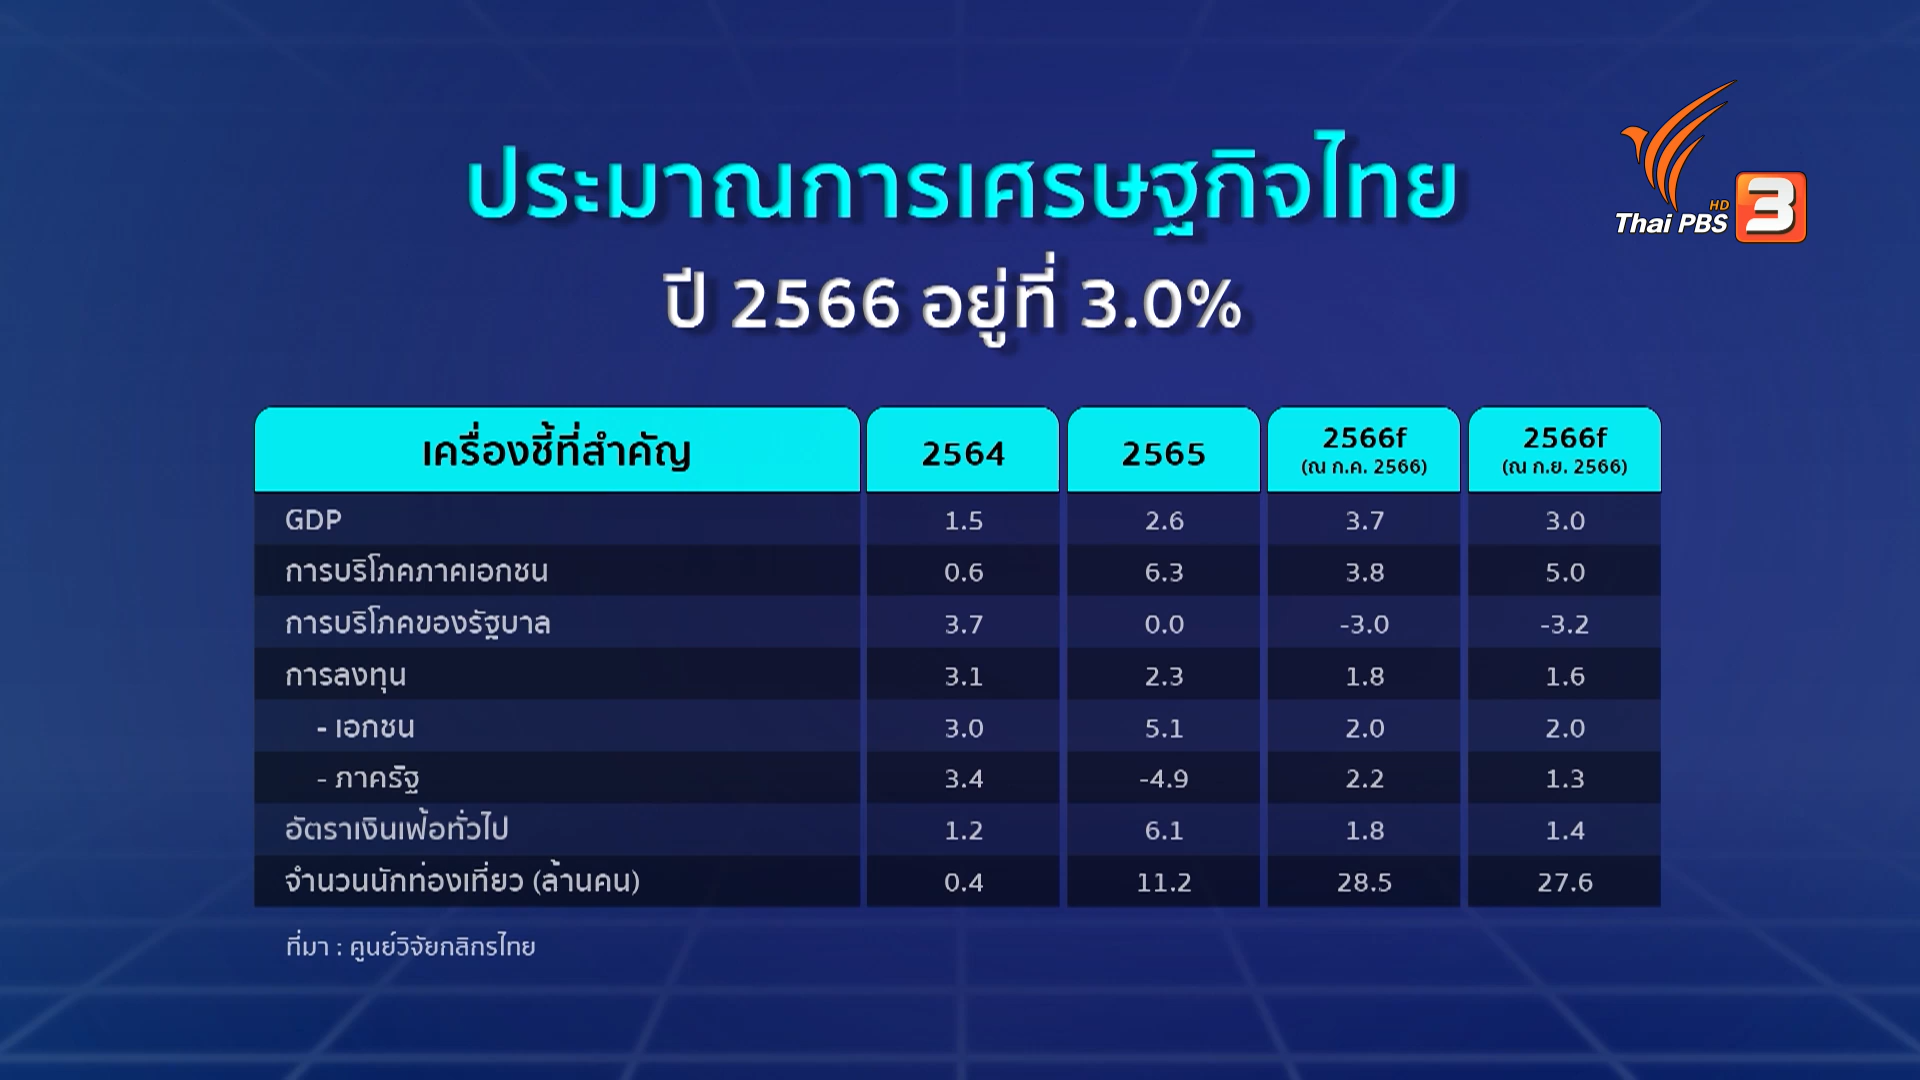 ประมาณการเศรษฐกิจไทย
ปี 2566 อยู่ที่ 3.0%
HD
Thai PBS 3
เครื่องชี้ที่สำคัญ 2564 2565 2566f (ณ ก.ค. 2566) 2566f (ณ ก.ย. 2566)
GDP 1.5 2.6 3.7 3.0
การบริโภคภาคเอกชน 0.6 6.3 3.8 5.0
การบริโภคของรัฐบาล 3.7 0.0 -3.0 -3.2
การลงทุน 3.1 2.3 1.8 1.6
- เอกชน 3.0 5.1 2.0 2.0
- ภาครัฐ 3.4 -4.9 2.2 1.3
อัตราเงินเฟ้อทั่วไป 1.2 6.1 1.8 1.4
จำนวนนักท่องเที่ยว (ล้านคน) 0.4 11.2 28.5 27.6
ที่มา : ศูนย์วิจัยกสิกรไทย